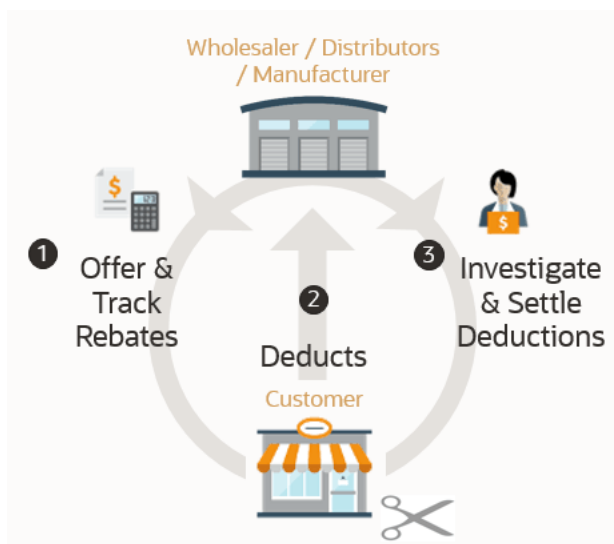 Wholesaler / Distributors
/ Manufacturer
$
1
Offer &
Track
Rebates
2
Deducts
3
$
Investigate
& Settle
Deductions
Customer